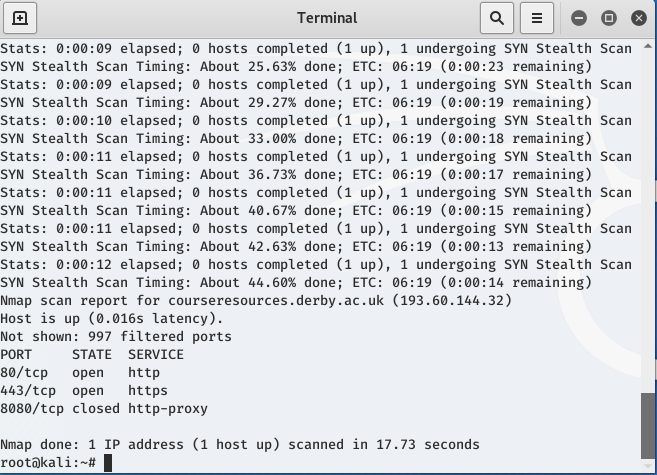 Terminal
Stats: 0:00:09 elapsed; 0 hosts completed (1 up), 1 undergoing SYN Stealth Scan
SYN Stealth Scan Timing: About 25.63% done; ETC: 06:19 (0:00:23 remaining)
Stats: 0:00:09 elapsed; 0 hosts completed (1 up), 1 undergoing SYN Stealth Scan
SYN Stealth Scan Timing: About 29.27% done; ETC: 06:19 (0:00:19 remaining)
Stats: 0:00:10 elapsed; 0 hosts completed (1 up), 1 undergoing SYN Stealth Scan
SYN Stealth Scan Timing: About 33.00% done; ETC: 06:19 (0:00:18 remaining)
Stats: 0:00:11 elapsed; 0 hosts completed (1 up), 1 undergoing SYN Stealth Scan
SYN Stealth Scan Timing: About 36.73% done; ETC: 06:19 (0:00:17 remaining)
Stats: 0:00:11 elapsed; 0 hosts completed (1 up), 1 undergoing SYN Stealth Scan
SYN Stealth Scan Timing: About 40.67% done; ETC: 06:19 (0:00:15 remaining)
Stats: 0:00:11 elapsed; 0 hosts completed (1 up), 1 undergoing SYN Stealth Scan
SYN Stealth Scan Timing: About 42.63% done; ETC: 06:19 (0:00:13 remaining)
Stats: 0:00:12 elapsed; 0 hosts completed (1 up), 1 undergoing SYN Stealth Scan
SYN Stealth Scan Timing: About 44.60% done; ETC: 06:19 (0:00:14 remaining)
Nmap scan report for courseresources.derby.ac.uk (193.60.144.32)
Host is up (0.016s latency).
Not shown: 997 filtered ports
PORT     STATE  SERVICE
80/tcp   open   http
443/tcp  open   https
8080/tcp closed http-proxy
Nmap done: 1 IP address (1 host up) scanned in 17.73 seconds
root@kali:~#